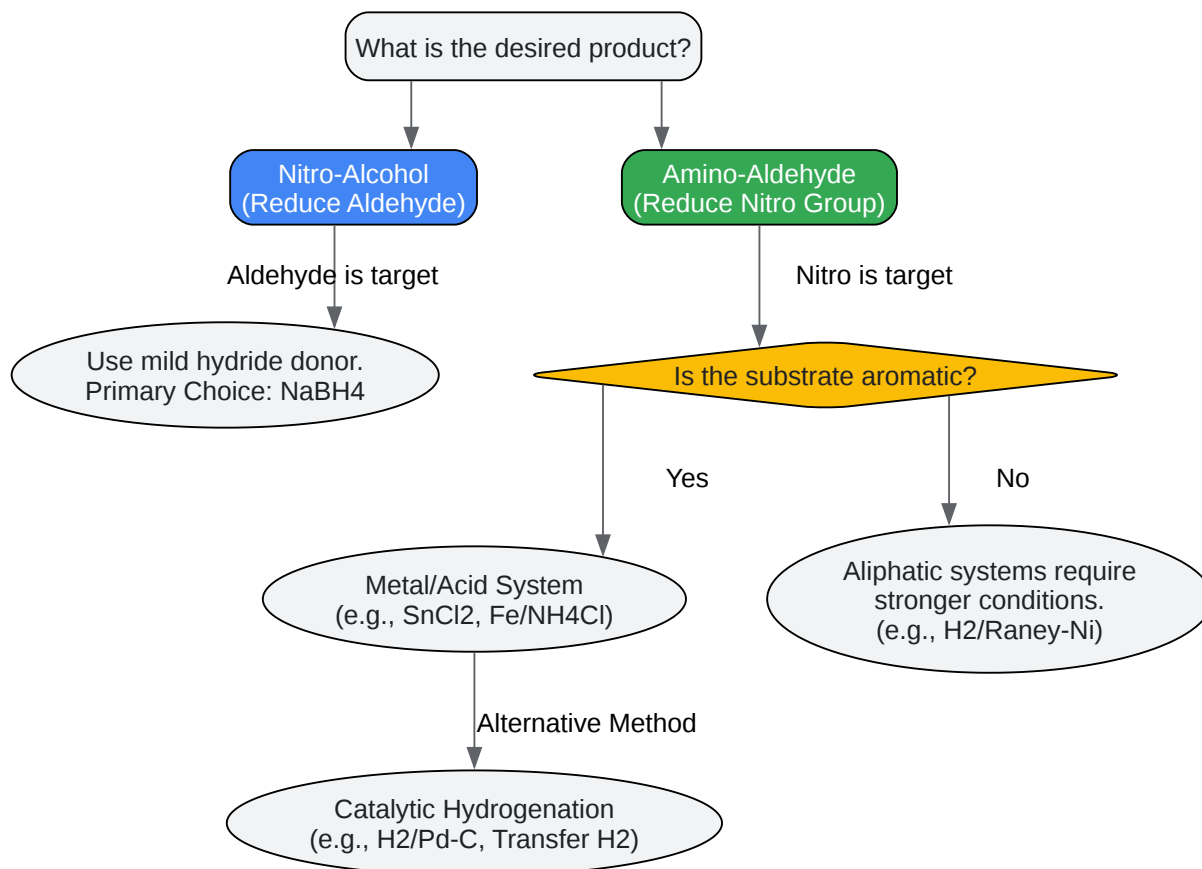 What is the desired product?
Nitro-Alcohol
(Reduce Aldehyde)
Amino-Aldehyde
(Reduce Nitro Group)
Aldehyde is target
Nitro is target
Use mild hydride donor.
Primary Choice: NaBH4
Is the substrate aromatic?
Yes
No
Metal/Acid System
(e.g., SnCl2, Fe/NH4Cl)
Aliphatic systems require
stronger conditions.
(e.g., H2/Raney-Ni)
Alternative Method
Catalytic Hydrogenation
(e.g., H2/Pd-C, Transfer H2)